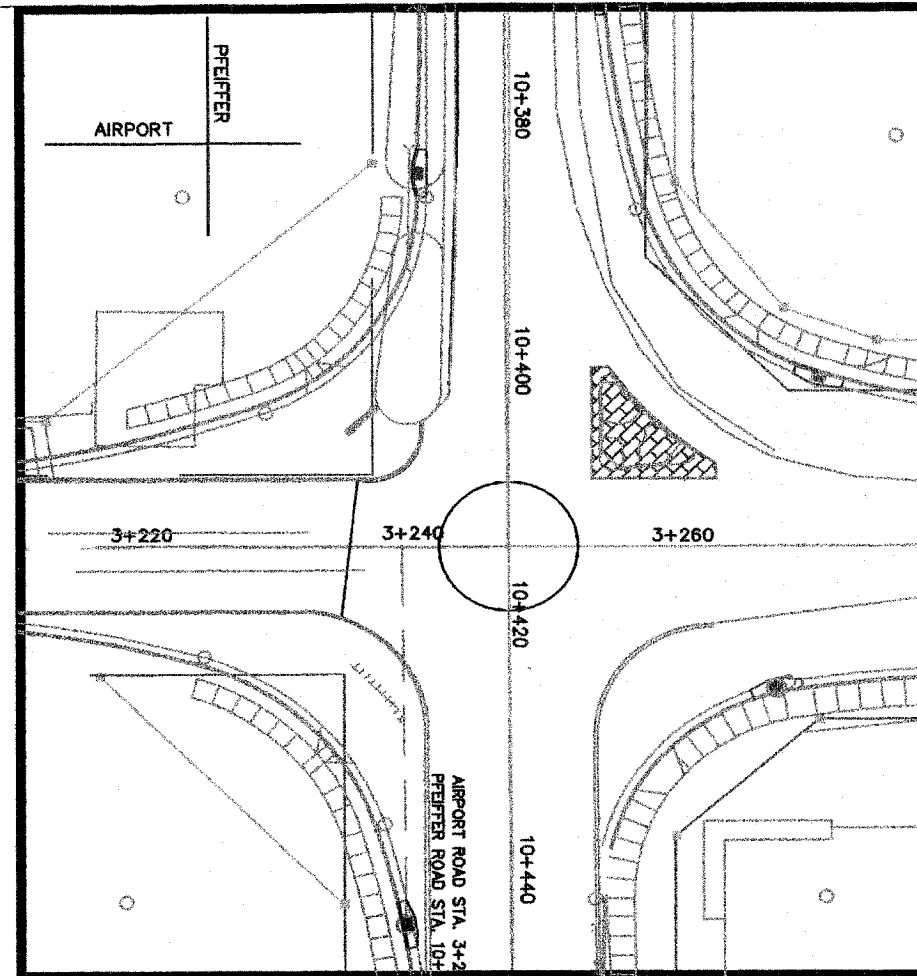 PFEIFFER
AIRPORT
10+380
10+400
3+220
3+240
3+260
10+420
10+440
AIRPORT ROAD STA. 3+2
PFEIFFER ROAD STA. 10+